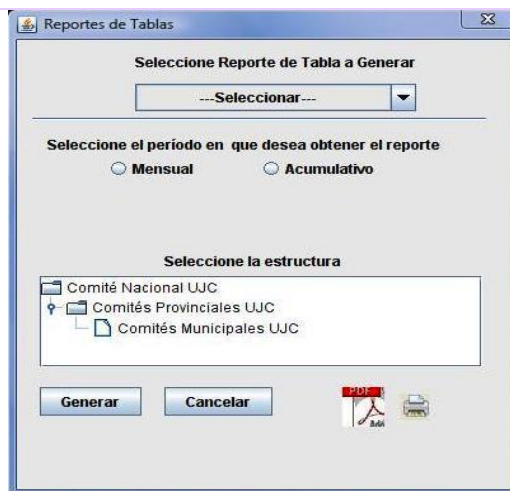 Reportes de Tablas
Seleccione Reporte de Tabla a Generar
---Seleccionar---
Seleccione el período en que desea obtener el reporte
Mensual Acumulativo
Seleccione la estructura
Comité Nacional UJC
Comités Provinciales UJC
Comités Municipales UJC
Generar Cancelar PDF